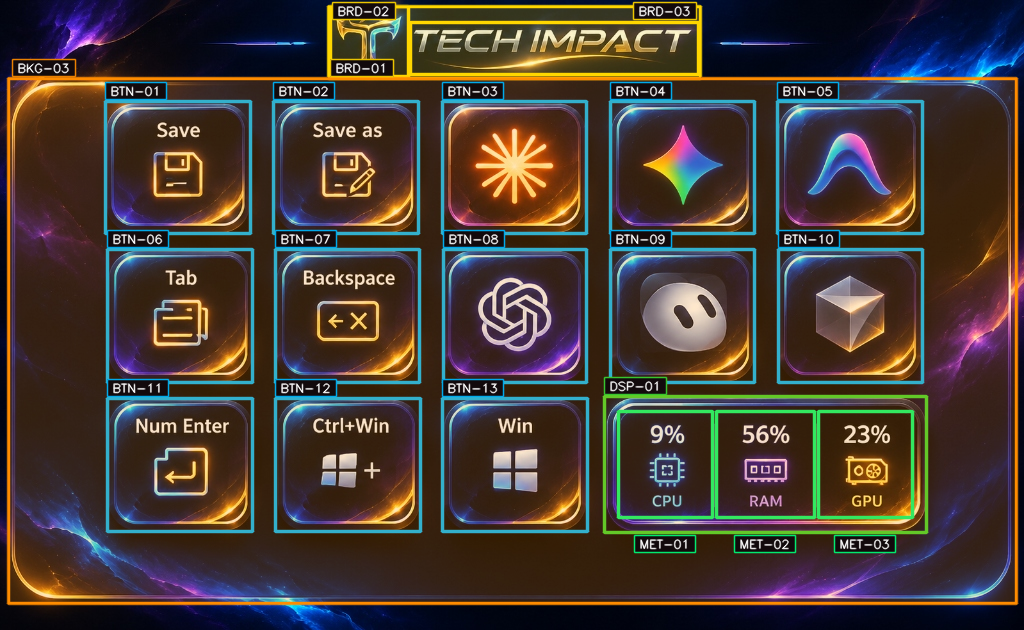 BRD-02
BRD-03
TECH IMPACT
BRD-01
BKG-03
BTN-01
BTN-02
BTN-03
BTN-04
BTN-05
Save
Save as
BTN-06
BTN-07
BTN-08
BTN-09
BTN-10
Tab
Backspace
BTN-11
BTN-12
BTN-13
DSP-01
Num Enter
Ctrl+Win
Win
9%
56%
23%
+
CPU
RAM
GPU
MET-01
MET-02
MET-03